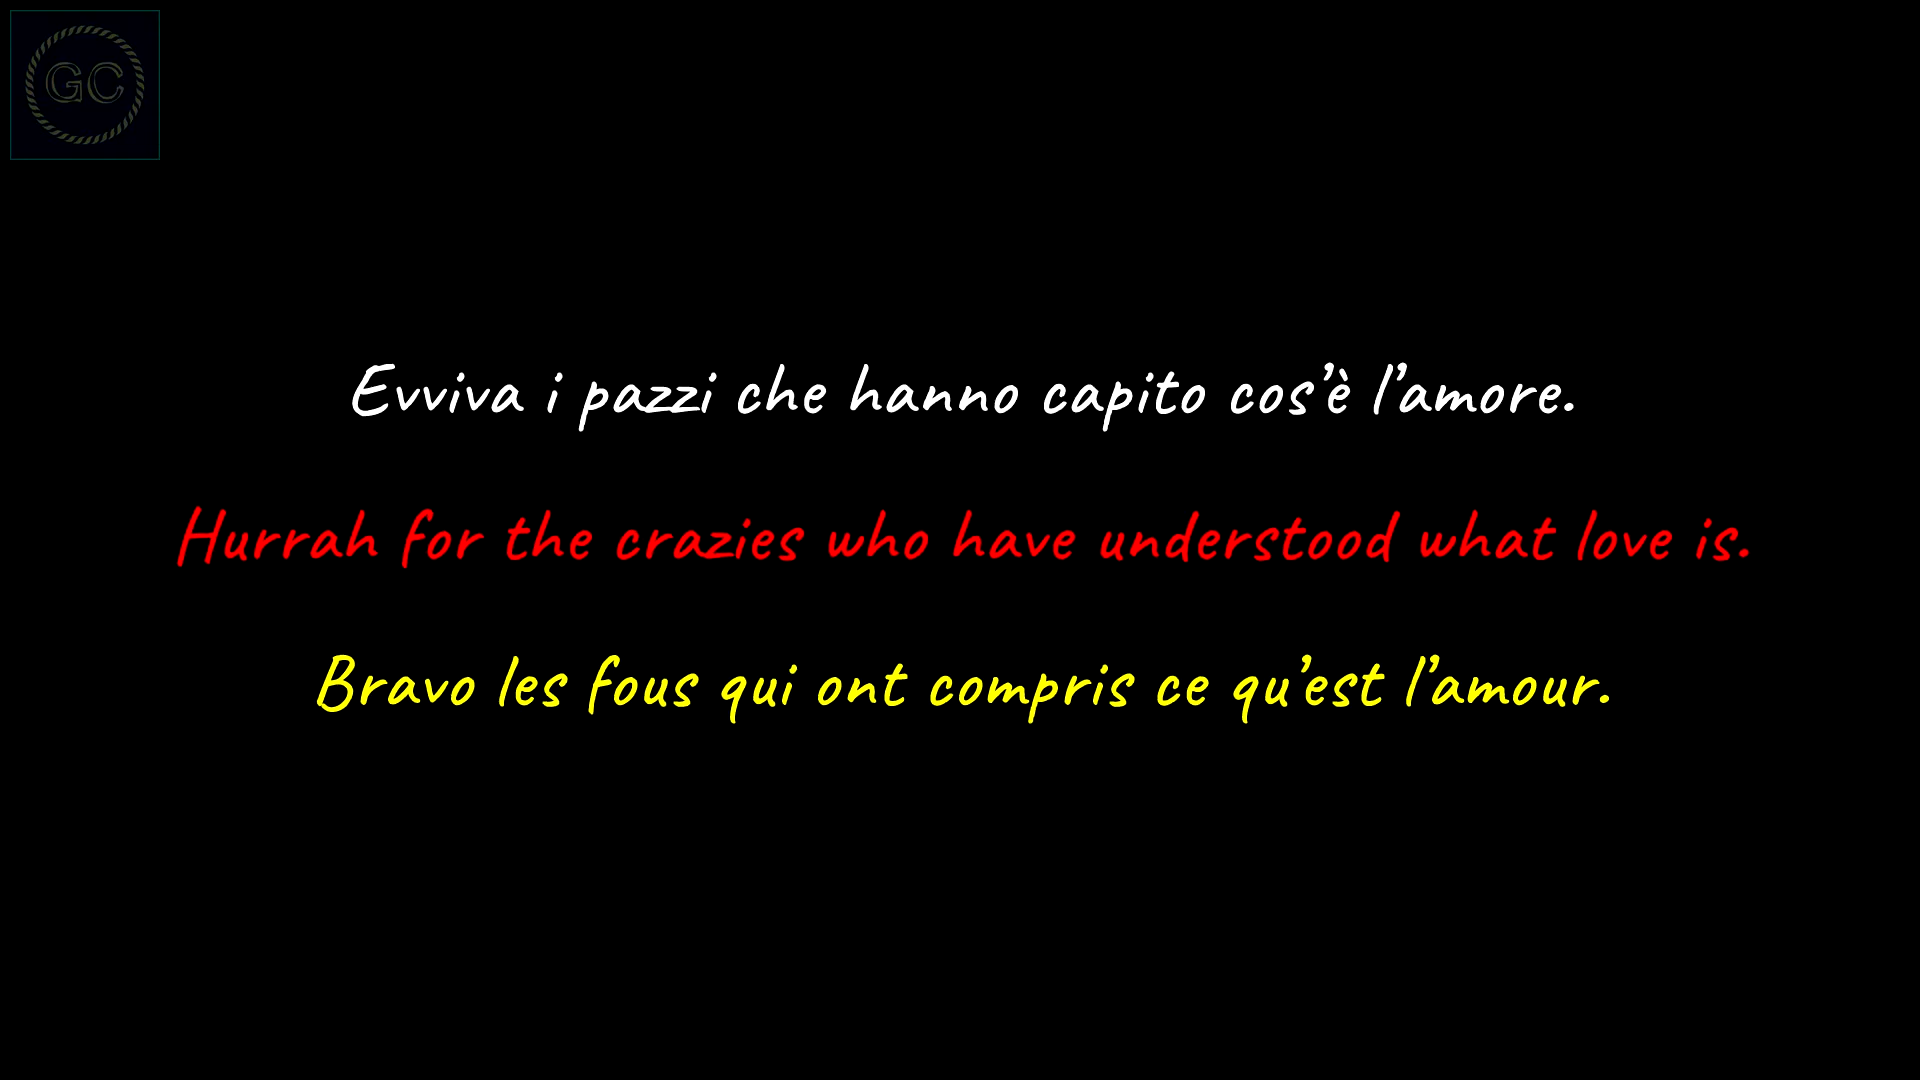 GC
Evviva i pazzi che hanno capito cos’è l’amore.
Hurrah for the crazies who have understood what love is.
Bravo les fous qui ont compris ce qu’est l’amour.